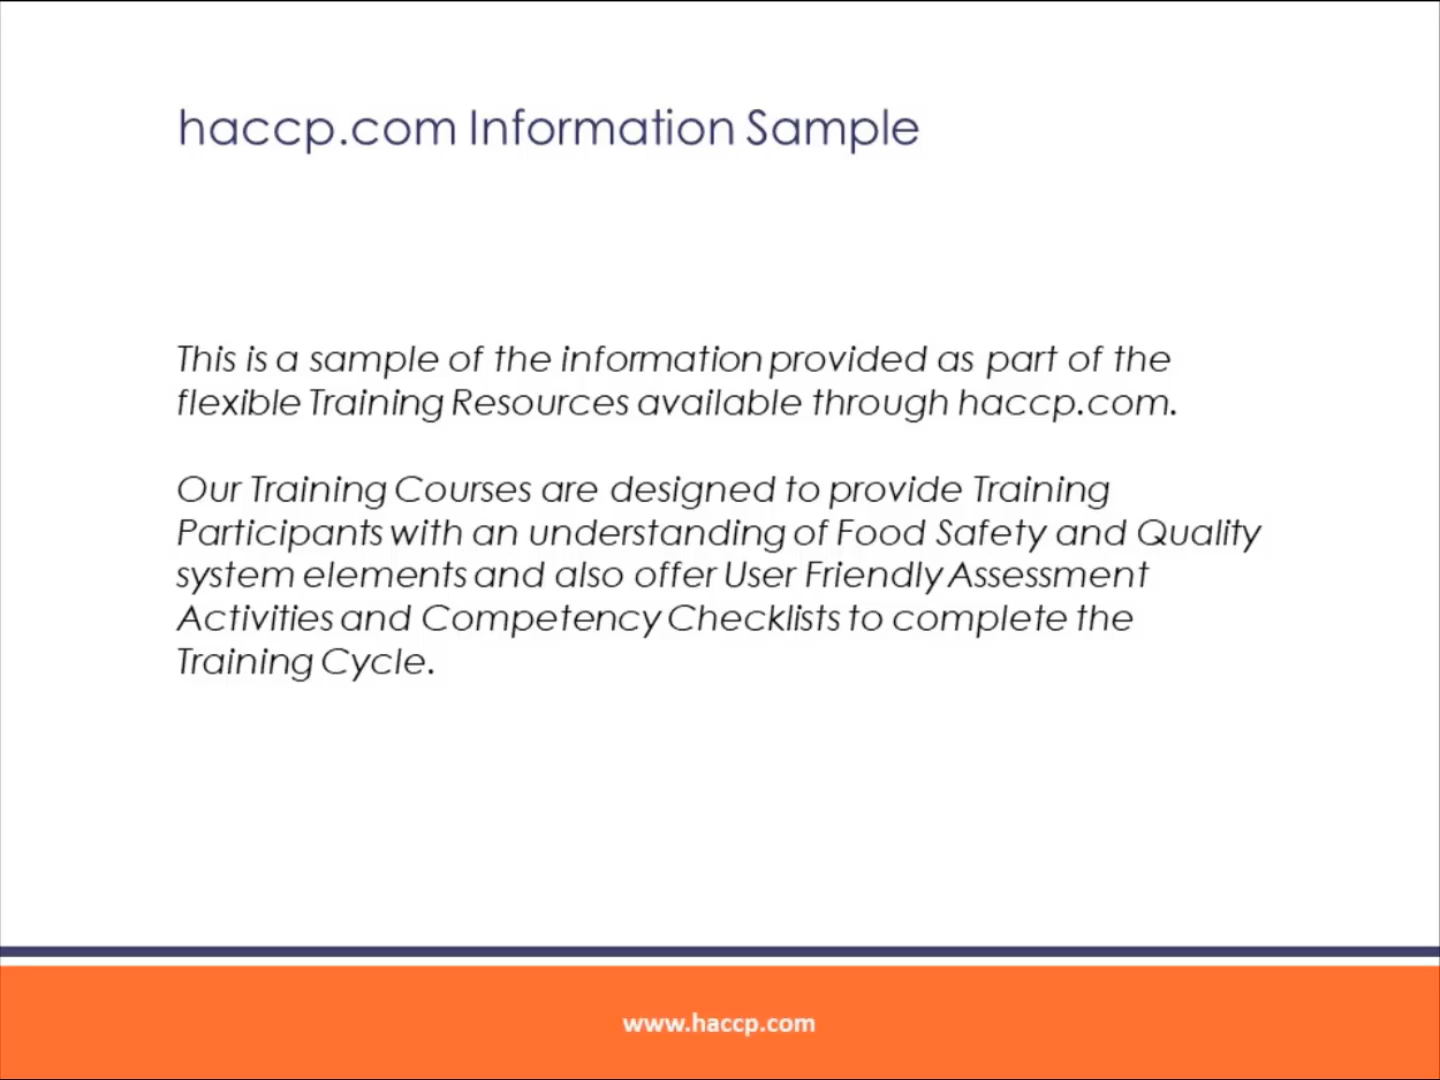 haccp.com Information Sample
This is a sample of the information provided as part of the
flexible Training Resources available through haccp.com.
Our Training Courses are designed to provide Training
Participants with an understanding of Food Safety and Quality
system elements and also offer User Friendly Assessment
Activities and Competency Checklists to complete the
Training Cycle.
www.haccp.com